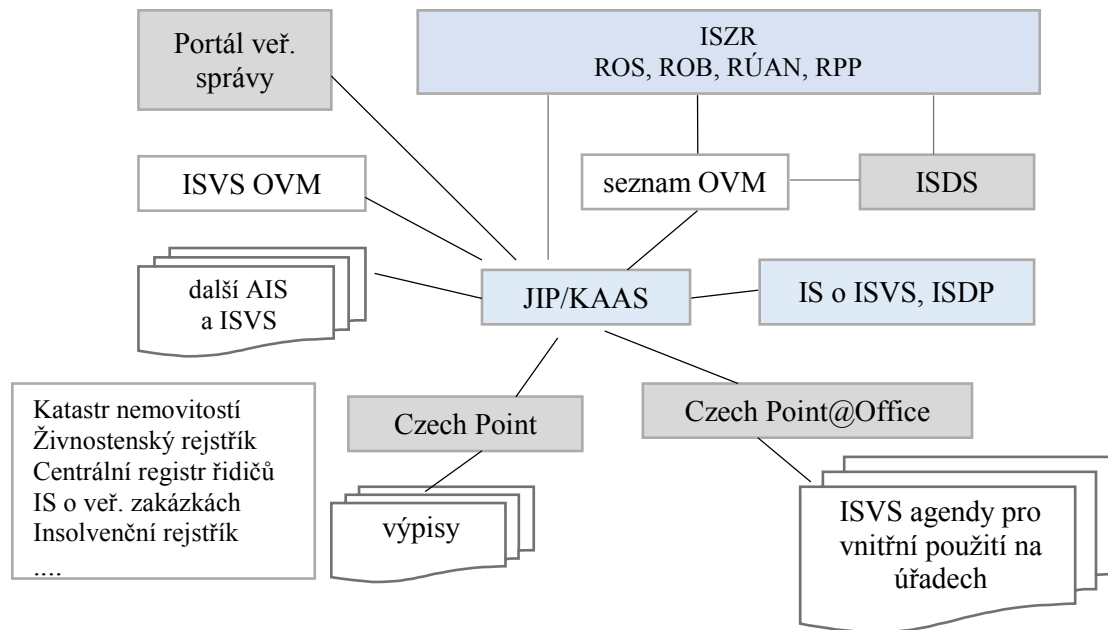 Portál veř.
správy
ISZR
ROS, ROB, RÚAN, RPP
ISVS OVM
seznam OVM
ISDS
další AIS
a ISVS
JIP/KAAS
IS o ISVS, ISDP
Katastr nemovitostí
Živnostenský rejstřík
Centrální registr řidičů
IS o veř. zakázkách
Insolvenční rejstřík
....
Czech Point
Czech Point@Office
výpisy
ISVS agendy pro
vnitřní použití na
úřadech